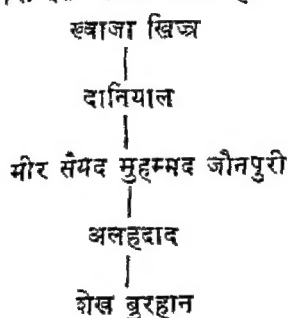 ख्वाजा खिज्र
दानियाल
मीर सैयद मुहम्मद जौनपुरी
अलहदाद
शेख बुरहान